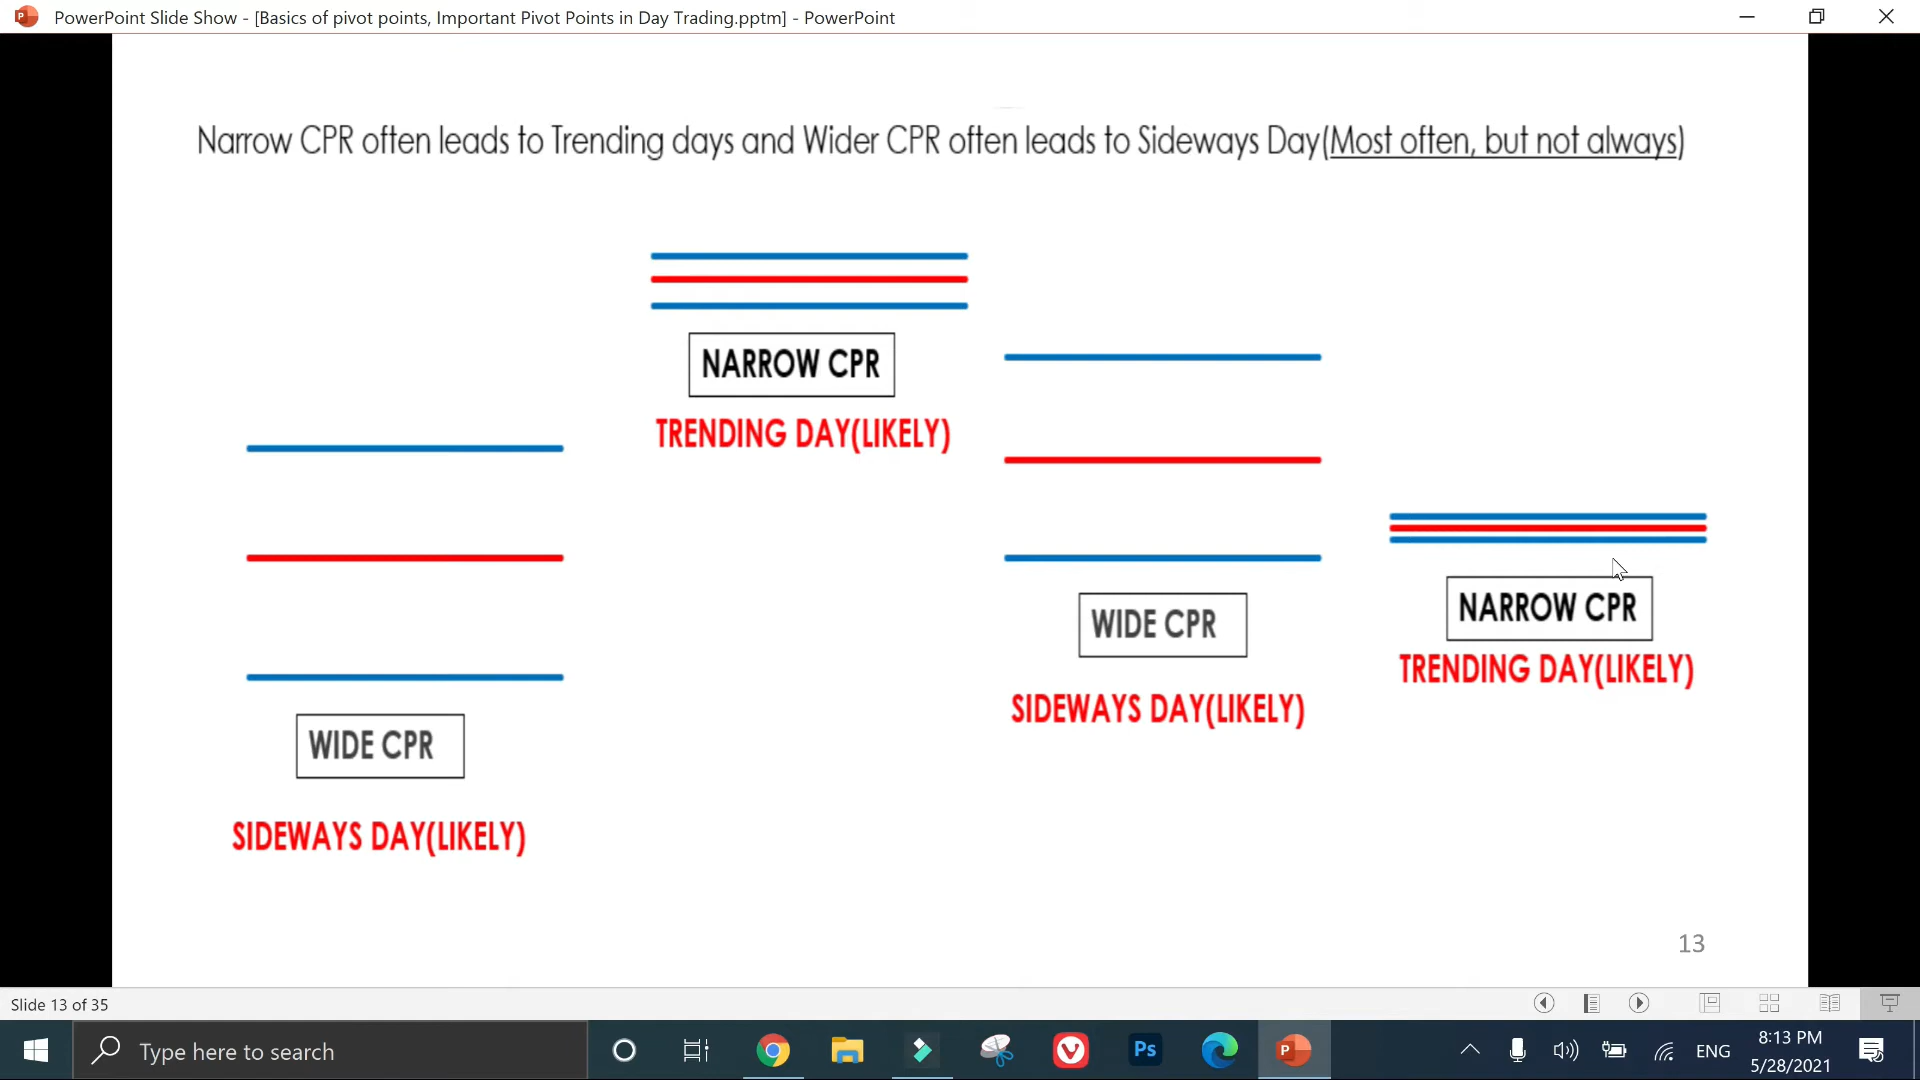 PowerPoint Slide Show - [Basics of pivot points, Important Pivot Points in Day Trading.pptm] - PowerPoint
Narrow CPR often leads to Trending days and Wider CPR often leads to Sideways Day(Most often, but not always)
NARROW CPR
TRENDING DAY(LIKELY)
WIDE CPR
SIDEWAYS DAY(LIKELY)
NARROW CPR
TRENDING DAY(LIKELY)
WIDE CPR
SIDEWAYS DAY(LIKELY)
13
Slide 13 of 35
Type here to search
Ps
ENG
8:13 PM
5/28/2021